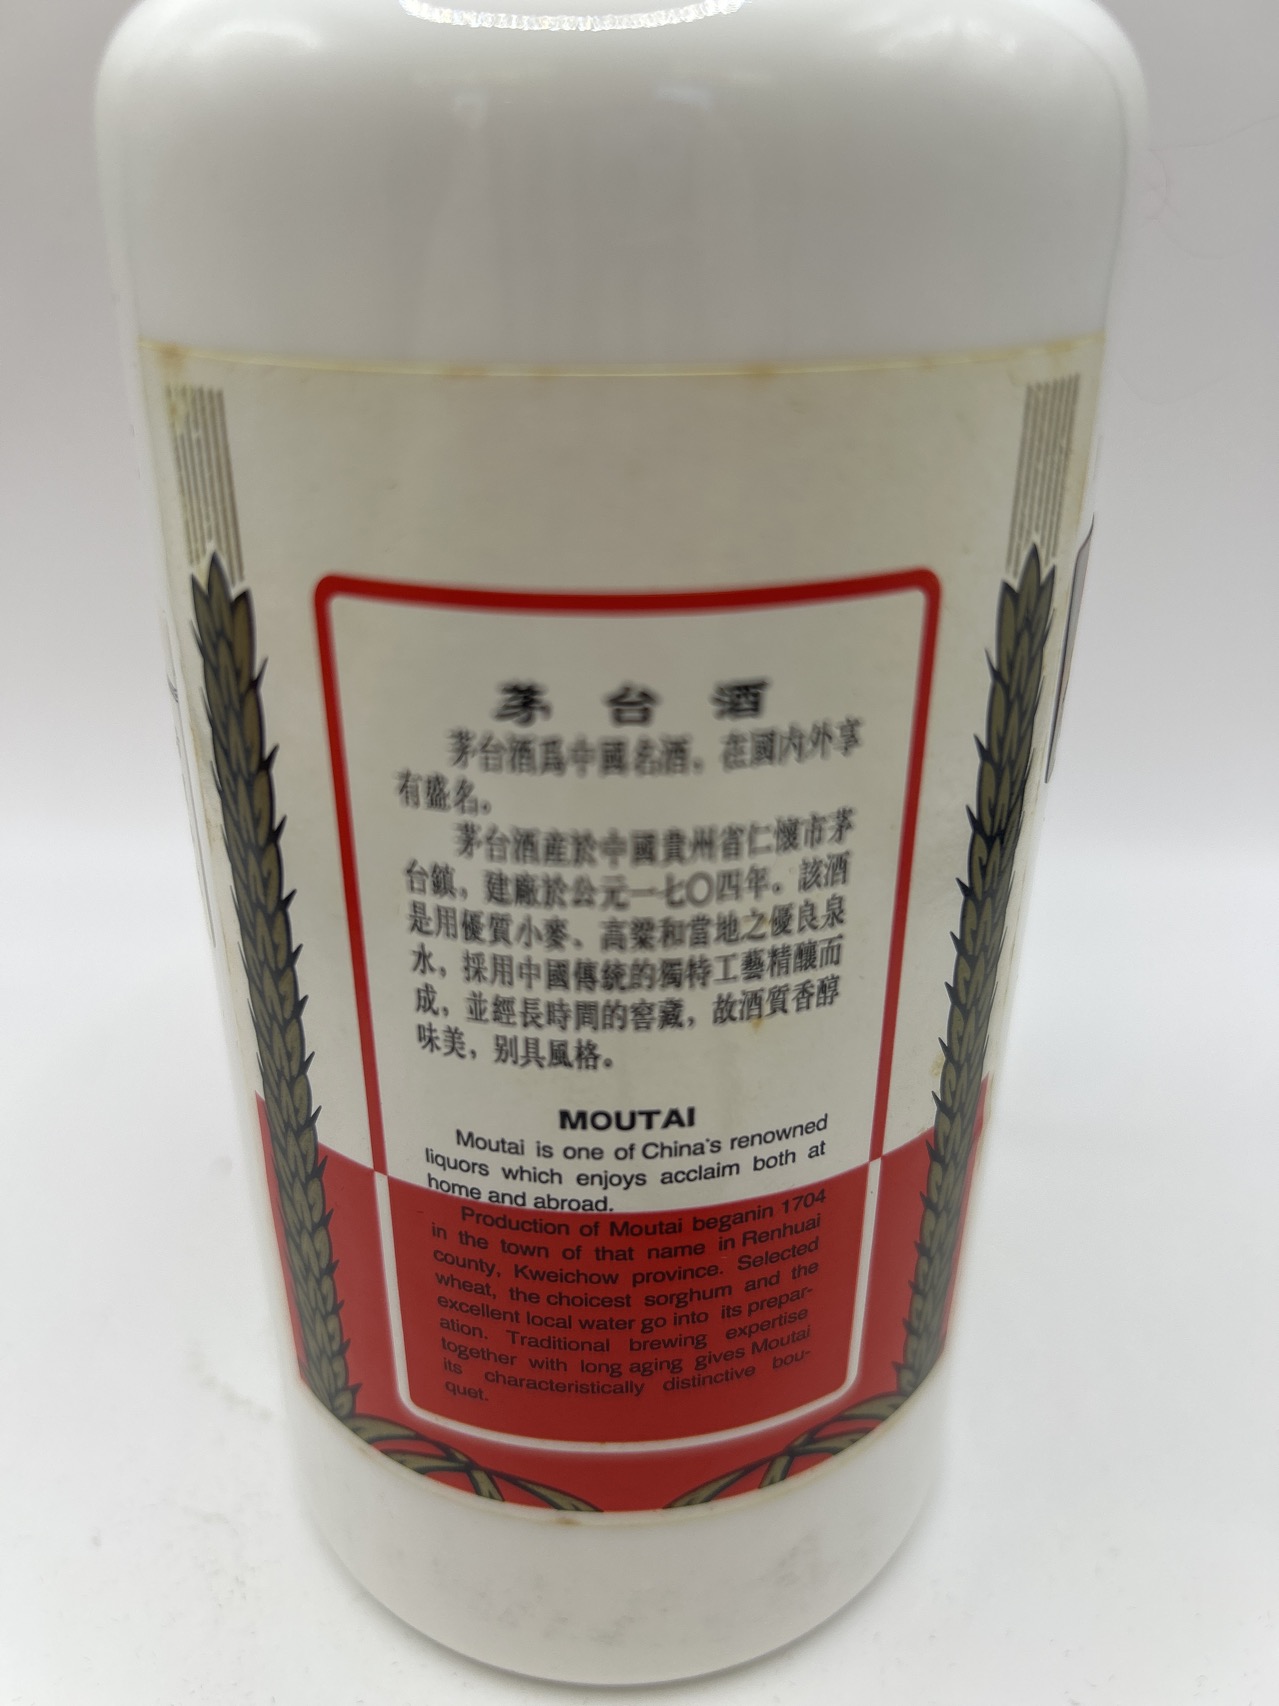 茅台酒
茅台酒爲中國名酒，在國内外享
有盛名。
茅台酒産於中國貴州省仁懷市茅
台鎮，建廠於公元一七〇四年。該酒
是用優質小麥、高粱和當地之優良泉
水，採用中國傳統的獨特工藝精釀而
成，並經長時間的窖藏，故酒質香醇
味美，别具風格。
MOUTAI
Moutai is one of China's renowned
liquors which enjoys acclaim both at
home and abroad.
Production of Moutai beganin 1704
in the town of that name in Renhuai
county, Kweichow province. Selected
wheat, the choicest sorghum and the
excellent local water go into its prepar-
ation. Traditional brewing expertise
together with long aging gives Moutai
its characteristically distinctive bou-
quet.